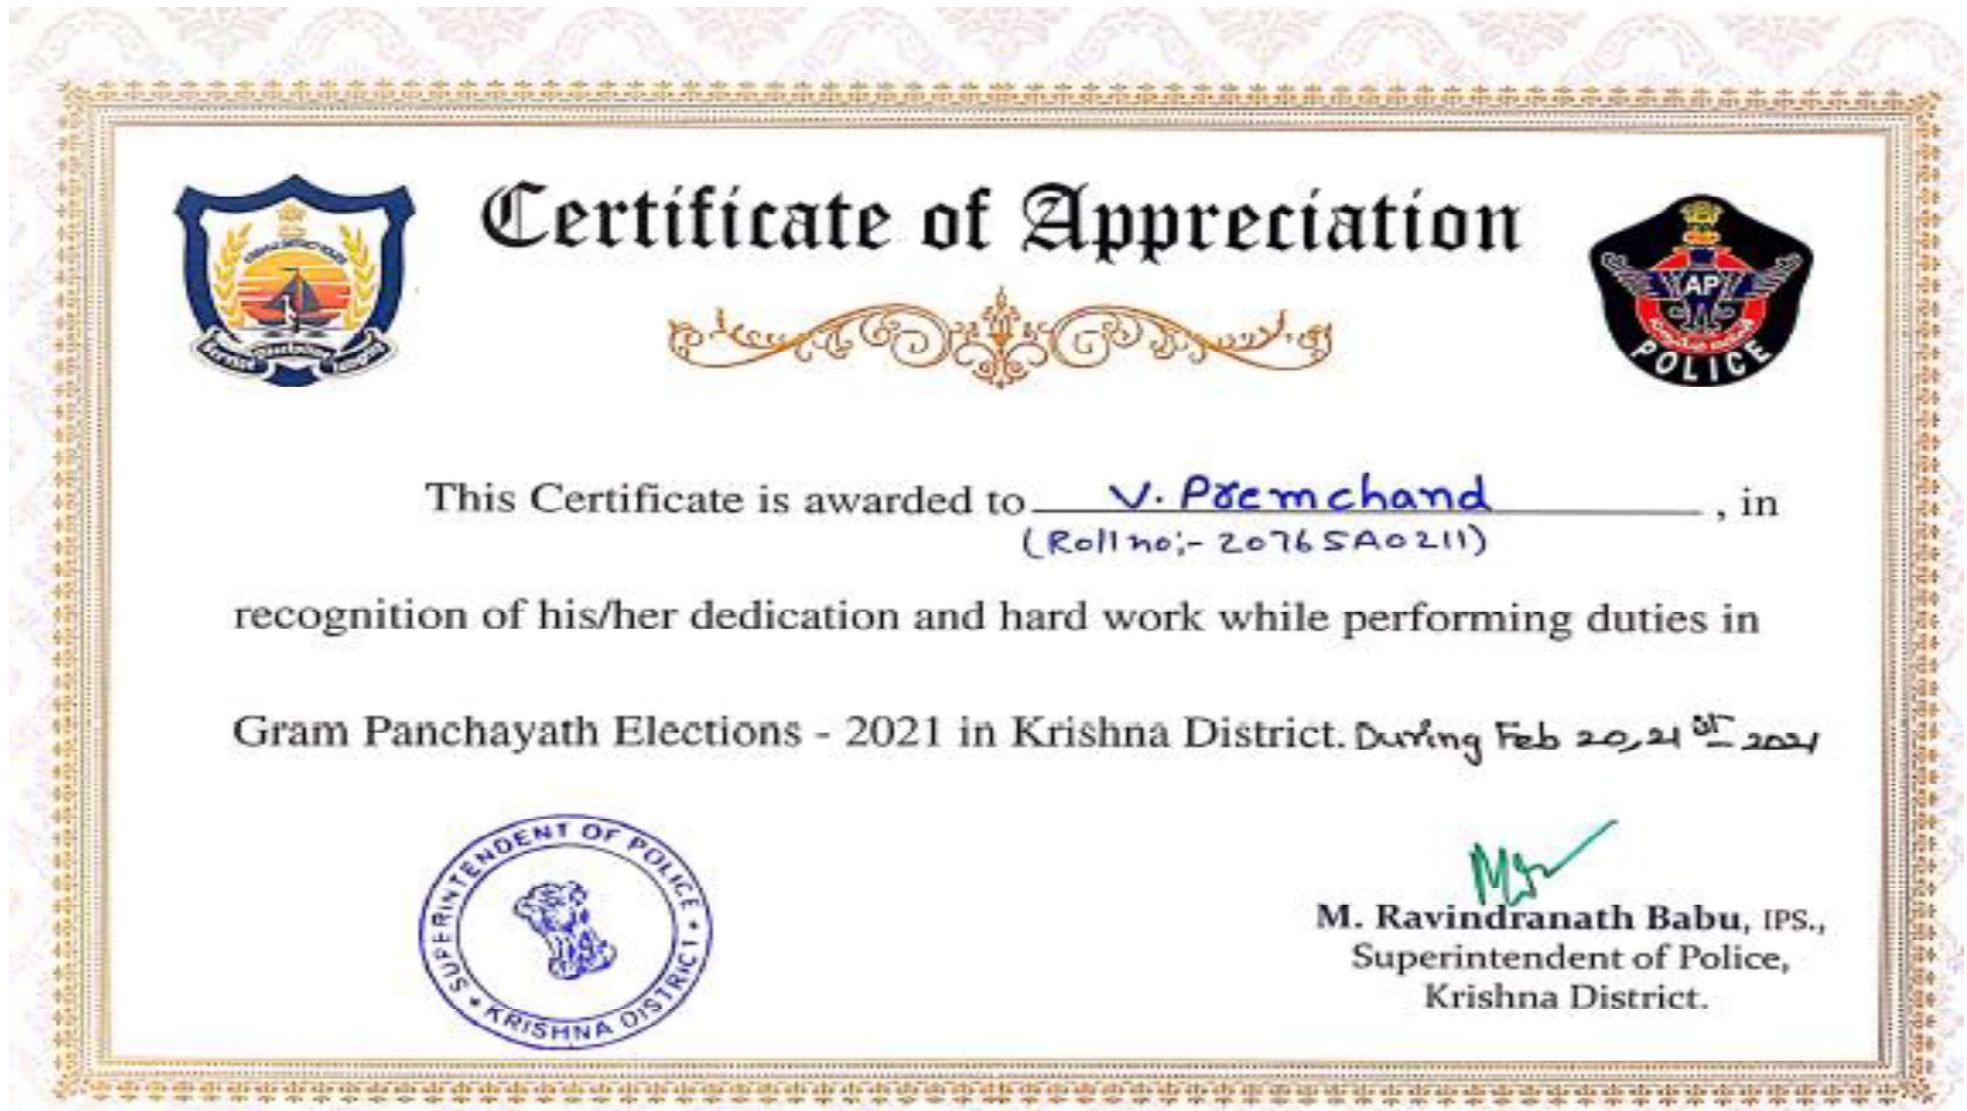 Certificate of Appreciation
AP
POLICE
This Certificate is awarded to V. Premchand, in
(Roll no:- 20765A0211)
recognition of his/her dedication and hard work while performing duties in
Gram Panchayath Elections - 2021 in Krishna District. During Feb 20, 21st 2021
SUPERINTENDENT OF POLICE
KRISHNA DISTRICT
M. Ravindranath Babu, IPS.,
Superintendent of Police,
Krishna District.